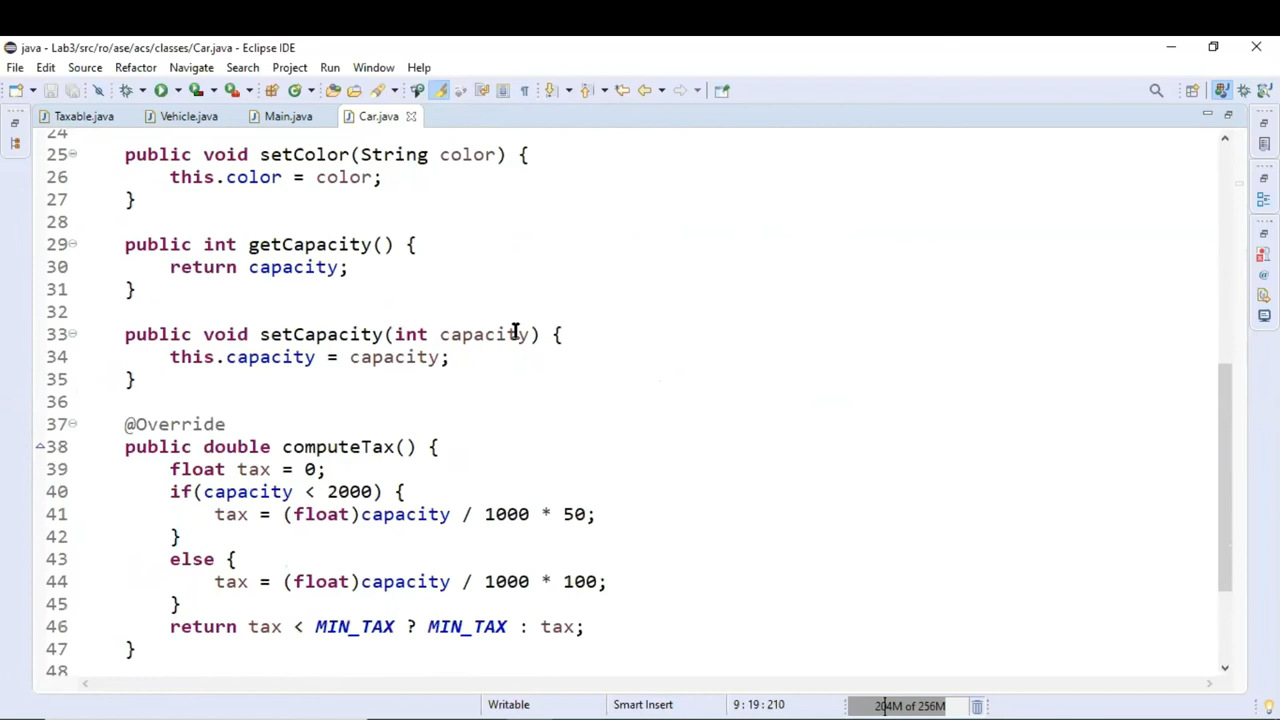 java - Lab3/src/ro/ase/acs/classes/Car.java - Eclipse IDE
File Edit Source Refactor Navigate Search Project Run Window Help
Taxable.java Vehicle.java Main.java Car.java
24
25 public void setColor(String color) {
26 this.color = color;
27 }
28
29 public int getCapacity() {
30 return capacity;
31 }
32
33 public void setCapacity(int capacity) {
34 this.capacity = capacity;
35 }
36
37 @Override
38 public double computeTax() {
39 float tax = 0;
40 if(capacity < 2000) {
41 tax = (float)capacity / 1000 * 50;
42 }
43 else {
44 tax = (float)capacity / 1000 * 100;
45 }
46 return tax < MIN_TAX ? MIN_TAX : tax;
47 }
48
Writable Smart Insert 9 : 19 : 210 204M of 256M